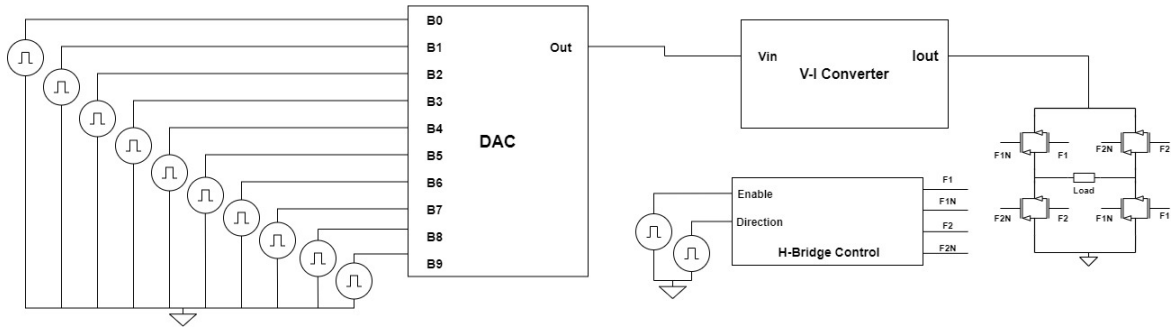 B0
B1
B2
B3
B4
B5
B6
B7
B8
B9
Out
DAC
Vin
Iout
V-I Converter
F1N
F1
F2N
F2
Load
F2N
F2
F1N
F1
Enable
Direction
H-Bridge Control
F1
F1N
F2
F2N